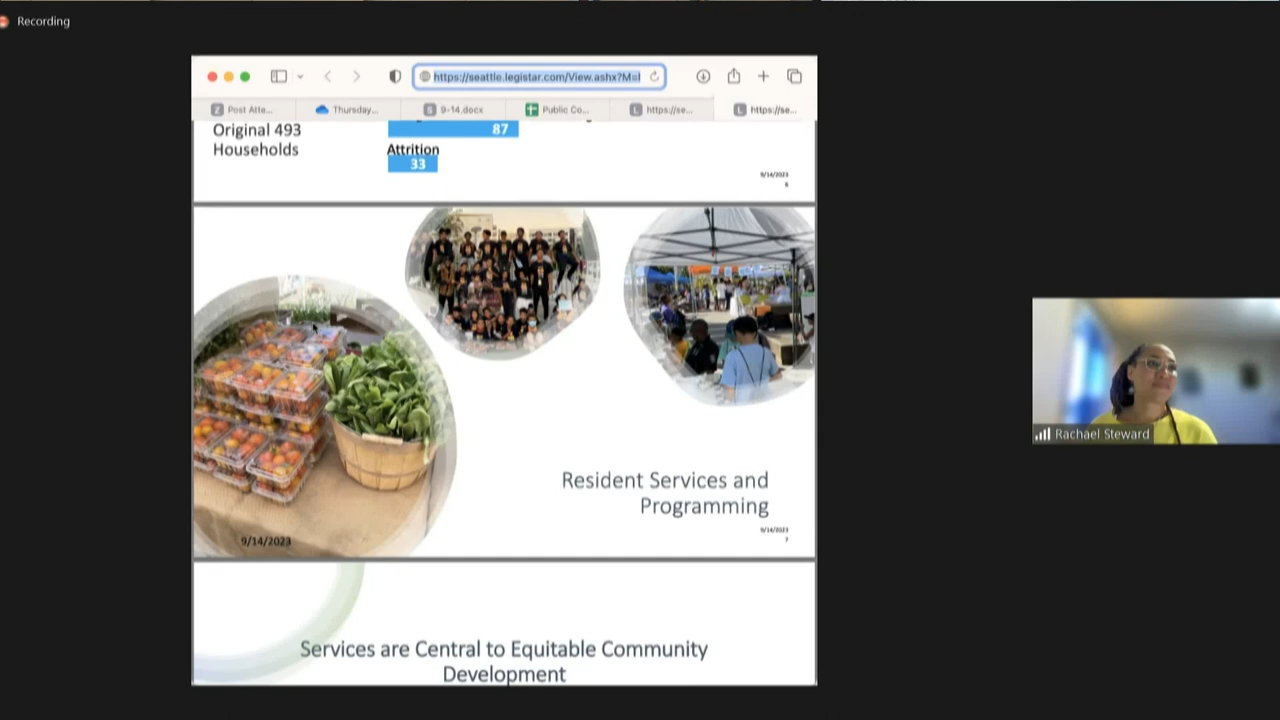 Recording
https://seattle.legistar.com/View.ashx?M=
Post Atte...
Thursday...
9-14.docx
Public Co...
https://se...
https://se...
Original 493
Households
87
Attrition
33
9/14/2023
6
Resident Services and
Programming
9/14/2023
7
9/14/2023
Services are Central to Equitable Community
Development
Rachael Steward